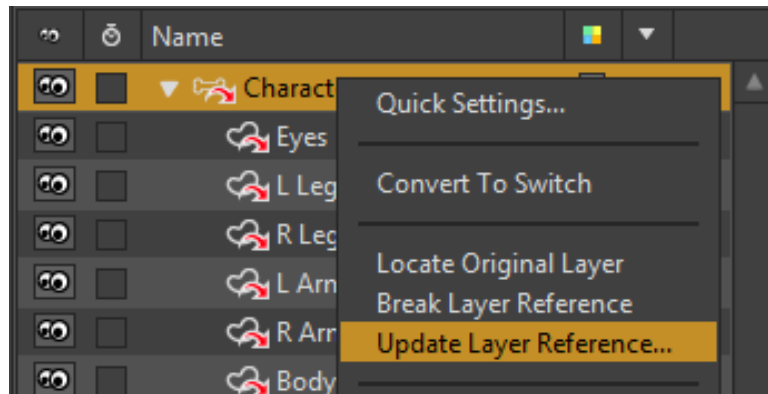 Name
Charact
Quick Settings...
Eyes
Convert To Switch
L Leg
R Leg
Locate Original Layer
L Arm
Break Layer Reference
R Arr
Update Layer Reference...
Body